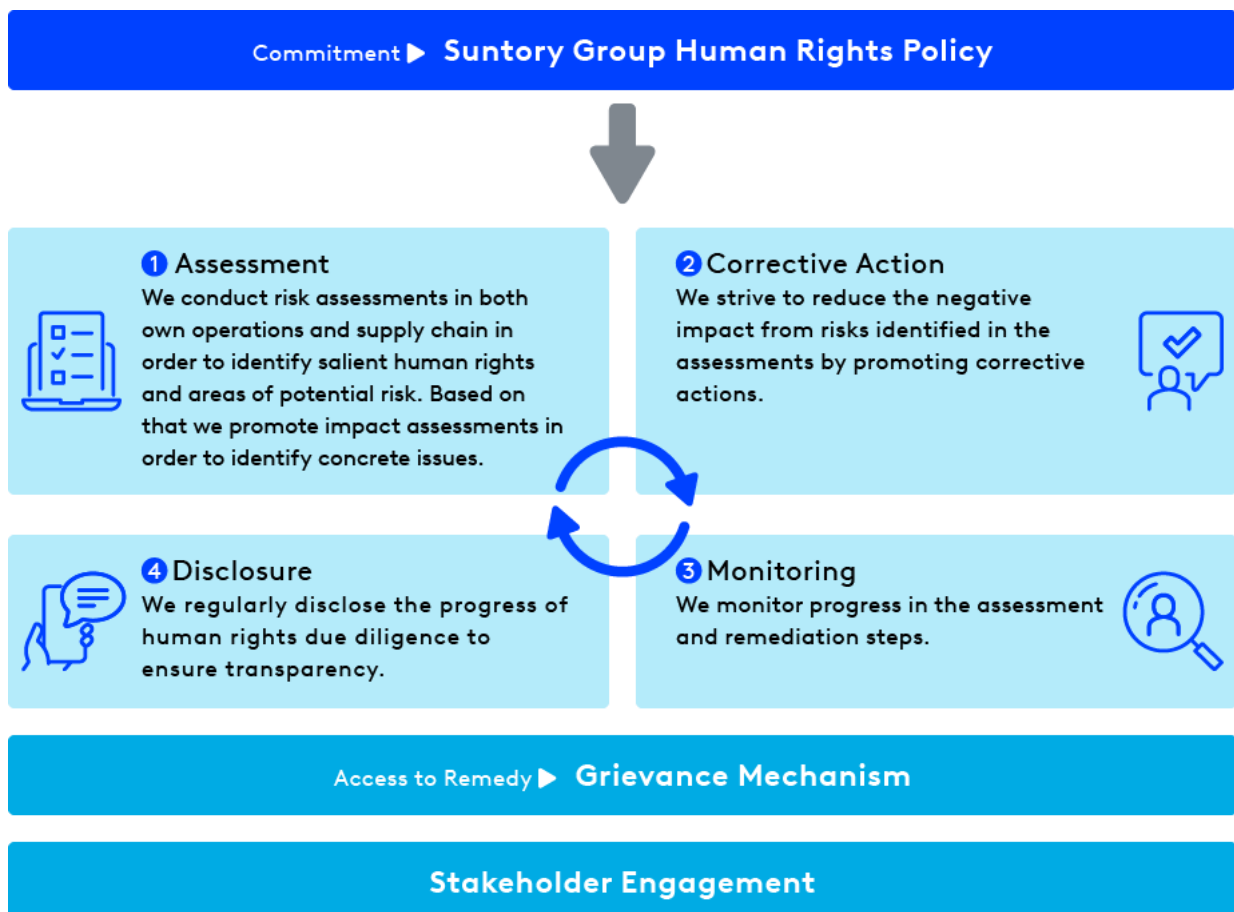 Commitment ▶ Suntory Group Human Rights Policy
1 Assessment
We conduct risk assessments in both
own operations and supply chain in
order to identify salient human rights
and areas of potential risk. Based on
that we promote impact assessments in
order to identify concrete issues.
2 Corrective Action
We strive to reduce the negative
impact from risks identified in the
assessments by promoting corrective
actions.
4 Disclosure
We regularly disclose the progress of
human rights due diligence to
ensure transparency.
3 Monitoring
We monitor progress in the assessment
and remediation steps.
Access to Remedy ▶ Grievance Mechanism
Stakeholder Engagement